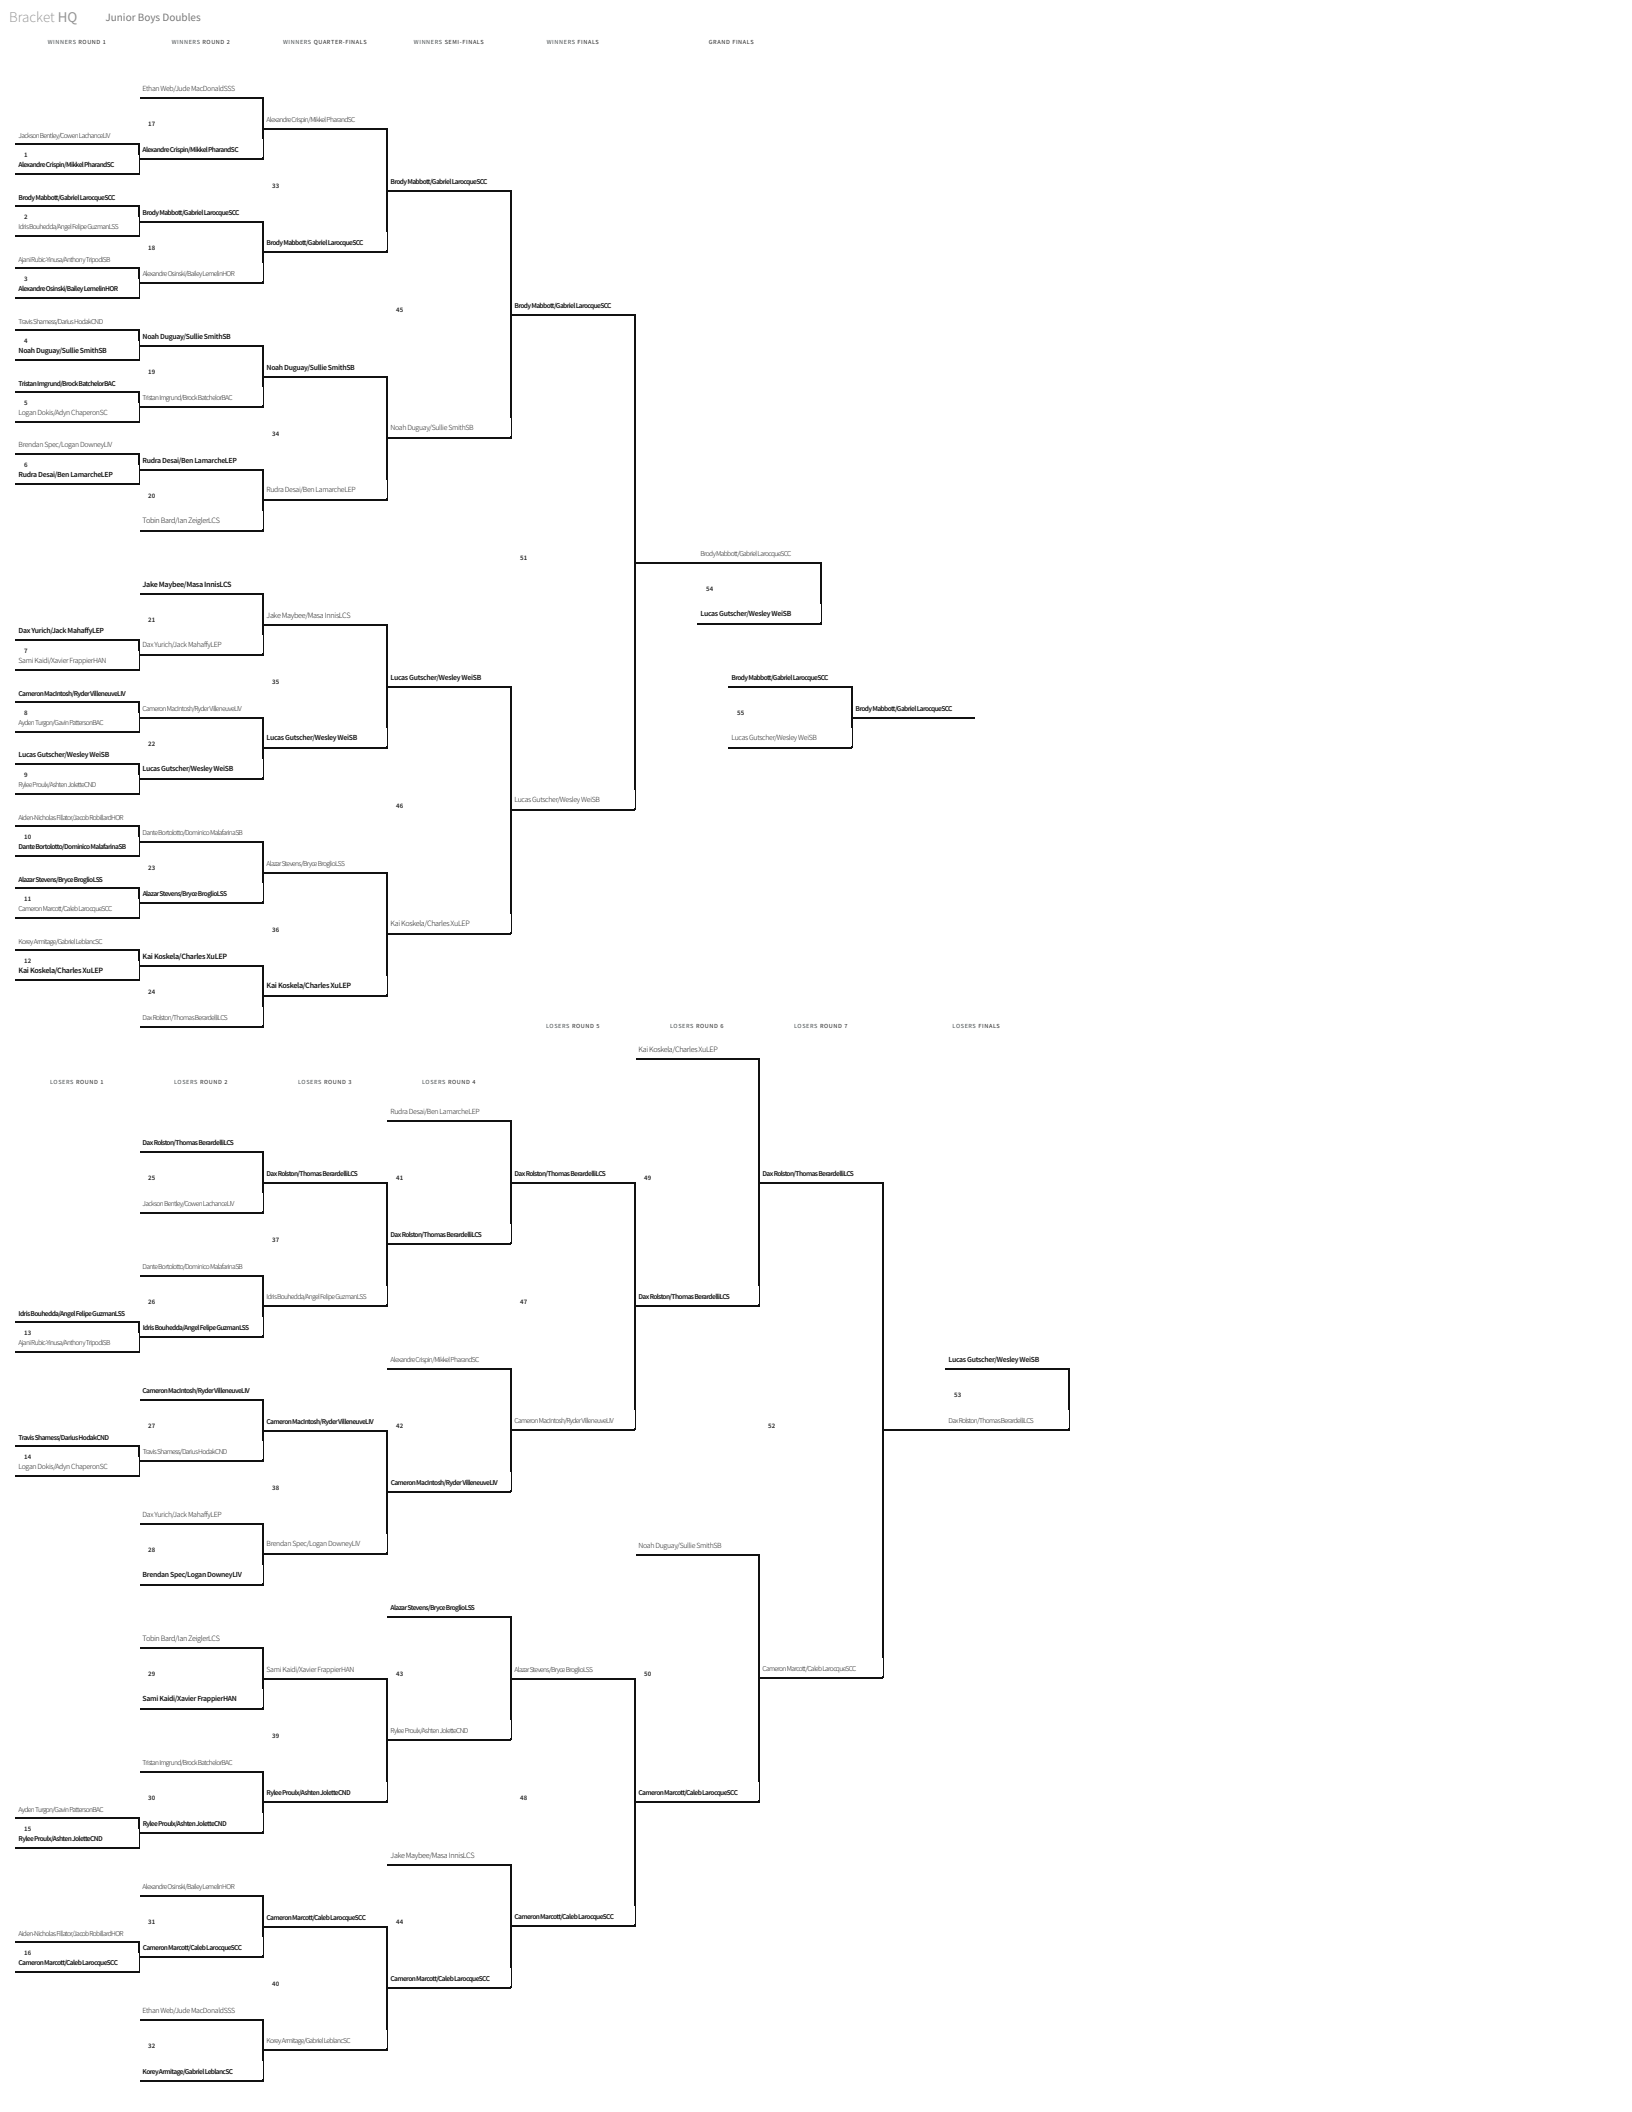 Bracket HQ
Junior Boys Doubles
WINNERS ROUND 1
WINNERS ROUND 2
WINNERS QUARTER-FINALS
WINNERS SEMI-FINALS
WINNERS FINALS
GRAND FINALS
Ethan Web/Jude MacDonaldSSS
17
Alexandre Crispin/Mikkel PharandSC
Jackson Bentley/Cowen LachanceLIV
1
Alexandre Crispin/Mikkel PharandSC
Alexandre Crispin/Mikkel PharandSC
33
Brody Mabbott/Gabriel LarocqueSCC
Brody Mabbott/Gabriel LarocqueSCC
2
Idris Bouhedda/Angel Felipe GuzmanLSS
Brody Mabbott/Gabriel LarocqueSCC
18
Brody Mabbott/Gabriel LarocqueSCC
Ajani Rubic-Yinusa/Anthony TripodiSB
3
Alexandre Osinski/Bailey LemelinHOR
Alexandre Osinski/Bailey LemelinHOR
45
Brody Mabbott/Gabriel LarocqueSCC
Travis Sharness/Darius HodakCND
4
Noah Duguay/Sullie SmithSB
Noah Duguay/Sullie SmithSB
19
Noah Duguay/Sullie SmithSB
Tristan Imgrund/Brock BatchelorBAC
5
Logan Dokis/Adyn ChaperonSC
Tristan Imgrund/Brock BatchelorBAC
34
Noah Duguay/Sullie SmithSB
Brendan Spec/Logan DowneyLIV
6
Rudra Desai/Ben LamarcheLEP
Rudra Desai/Ben LamarcheLEP
20
Rudra Desai/Ben LamarcheLEP
Tobin Bard/Ian ZeiglerLCS
51
Brody Mabbott/Gabriel LarocqueSCC
54
Lucas Gutscher/Wesley WeiSB
Jake Maybee/Masa InnisLCS
21
Jake Maybee/Masa InnisLCS
Dax Yurich/Jack MahaffyLEP
7
Sami Kaidi/Xavier FrappierHAN
Dax Yurich/Jack MahaffyLEP
35
Lucas Gutscher/Wesley WeiSB
Brody Mabbott/Gabriel LarocqueSCC
55
Brody Mabbott/Gabriel LarocqueSCC
Lucas Gutscher/Wesley WeiSB
Cameron MacIntosh/Ryder VilleneuveLIV
8
Ayden Turgon/Gavin PattersonBAC
Cameron MacIntosh/Ryder VilleneuveLIV
22
Lucas Gutscher/Wesley WeiSB
Lucas Gutscher/Wesley WeiSB
9
Rylee Proulx/Ashten JoletteCND
Lucas Gutscher/Wesley WeiSB
46
Lucas Gutscher/Wesley WeiSB
Aiden-Nicholas Fillator/Jacob RobillardHOR
10
Dante Bortolotto/Dominico MalafarinaSB
Dante Bortolotto/Dominico MalafarinaSB
23
Alazar Stevens/Bryce BroglioLSS
Alazar Stevens/Bryce BroglioLSS
11
Cameron Marcott/Caleb LarocqueSCC
Alazar Stevens/Bryce BroglioLSS
36
Kai Koskela/Charles XuLEP
Korey Armitage/Gabriel LeblancSC
12
Kai Koskela/Charles XuLEP
Kai Koskela/Charles XuLEP
24
Kai Koskela/Charles XuLEP
Dax Rolston/Thomas BerardelliLCS
LOSERS ROUND 5
LOSERS ROUND 6
LOSERS ROUND 7
LOSERS FINALS
Kai Koskela/Charles XuLEP
LOSERS ROUND 1
LOSERS ROUND 2
LOSERS ROUND 3
LOSERS ROUND 4
Rudra Desai/Ben LamarcheLEP
Dax Rolston/Thomas BerardelliLCS
25
Jackson Bentley/Cowen LachanceLIV
Dax Rolston/Thomas BerardelliLCS
41
Dax Rolston/Thomas BerardelliLCS
49
Dax Rolston/Thomas BerardelliLCS
37
Dax Rolston/Thomas BerardelliLCS
Dante Bortolotto/Dominico MalafarinaSB
26
Idris Bouhedda/Angel Felipe GuzmanLSS
47
Dax Rolston/Thomas BerardelliLCS
Idris Bouhedda/Angel Felipe GuzmanLSS
13
Ajani Rubic-Yinusa/Anthony TripodiSB
Idris Bouhedda/Angel Felipe GuzmanLSS
Alexandre Crispin/Mikkel PharandSC
Lucas Gutscher/Wesley WeiSB
53
Dax Rolston/Thomas BerardelliLCS
Cameron MacIntosh/Ryder VilleneuveLIV
27
Cameron MacIntosh/Ryder VilleneuveLIV
42
Cameron MacIntosh/Ryder VilleneuveLIV
52
Travis Sharness/Darius HodakCND
14
Logan Dokis/Adyn ChaperonSC
Travis Sharness/Darius HodakCND
38
Cameron MacIntosh/Ryder VilleneuveLIV
Dax Yurich/Jack MahaffyLEP
28
Brendan Spec/Logan DowneyLIV
Brendan Spec/Logan DowneyLIV
Noah Duguay/Sullie SmithSB
Alazar Stevens/Bryce BroglioLSS
Tobin Bard/Ian ZeiglerLCS
29
Sami Kaidi/Xavier FrappierHAN
Sami Kaidi/Xavier FrappierHAN
43
Alazar Stevens/Bryce BroglioLSS
50
Cameron Marcott/Caleb LarocqueSCC
39
Rylee Proulx/Ashten JoletteCND
Tristan Imgrund/Brock BatchelorBAC
30
Rylee Proulx/Ashten JoletteCND
48
Cameron Marcott/Caleb LarocqueSCC
Ayden Turgon/Gavin PattersonBAC
15
Rylee Proulx/Ashten JoletteCND
Rylee Proulx/Ashten JoletteCND
Jake Maybee/Masa InnisLCS
Alexandre Osinski/Bailey LemelinHOR
31
Cameron Marcott/Caleb LarocqueSCC
44
Cameron Marcott/Caleb LarocqueSCC
Aiden-Nicholas Fillator/Jacob RobillardHOR
16
Cameron Marcott/Caleb LarocqueSCC
Cameron Marcott/Caleb LarocqueSCC
40
Cameron Marcott/Caleb LarocqueSCC
Ethan Web/Jude MacDonaldSSS
32
Korey Armitage/Gabriel LeblancSC
Korey Armitage/Gabriel LeblancSC